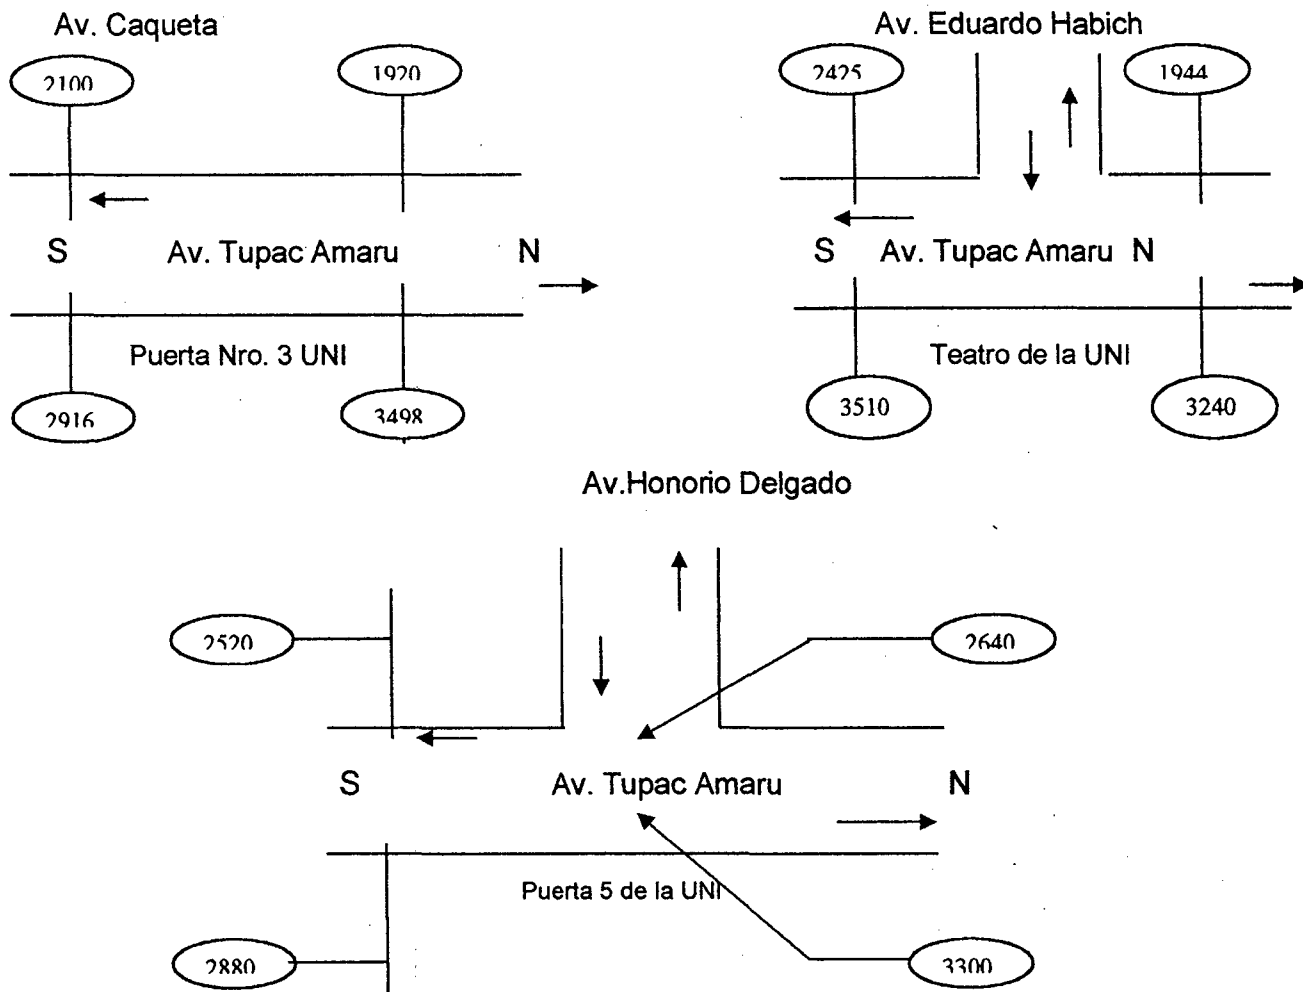 Av. Caqueta
2100
1920
S Av. Tupac Amaru N
Puerta Nro. 3 UNI
2916
3498
Av. Eduardo Habich
2425
1944
S Av. Tupac Amaru N
Teatro de la UNI
3510
3240
Av.Honorio Delgado
2520
2640
S Av. Tupac Amaru N
Puerta 5 de la UNI
2880
3300